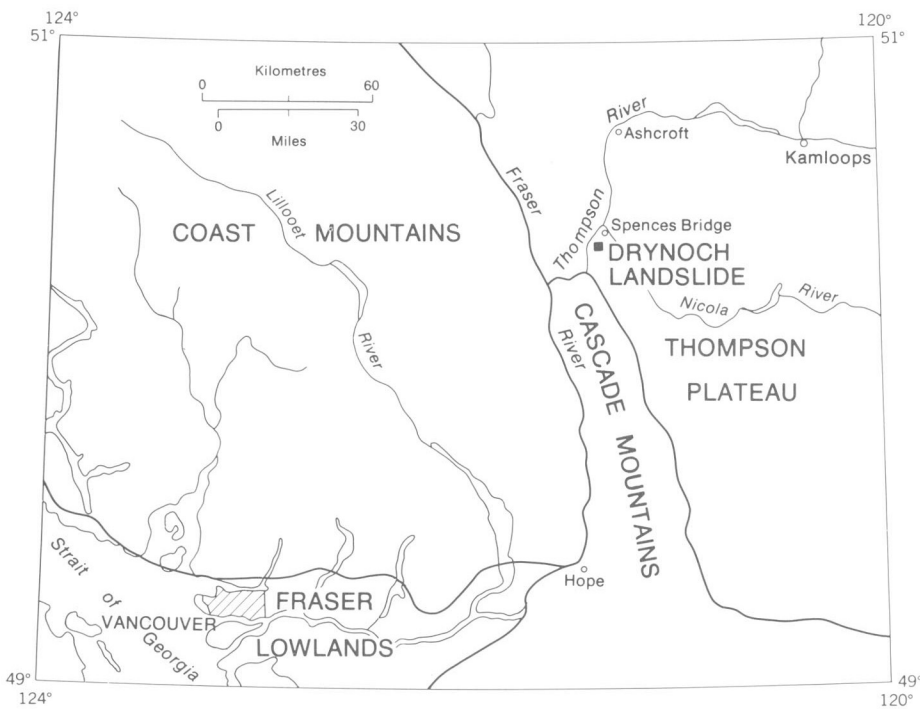 124°
120°
51°
51°
Kilometres
0 60
0 30
Miles
River
Ashcroft
Kamloops
Fraser
Lillooet
Thompson
Spences Bridge
COAST MOUNTAINS
DRYNOCH
LANDSLIDE
Nicola River
CASCADE MOUNTAINS
River
River
THOMPSON
PLATEAU
Strait of Georgia
Hope
FRASER
VANCOUVER
LOWLANDS
49°
49°
124°
120°